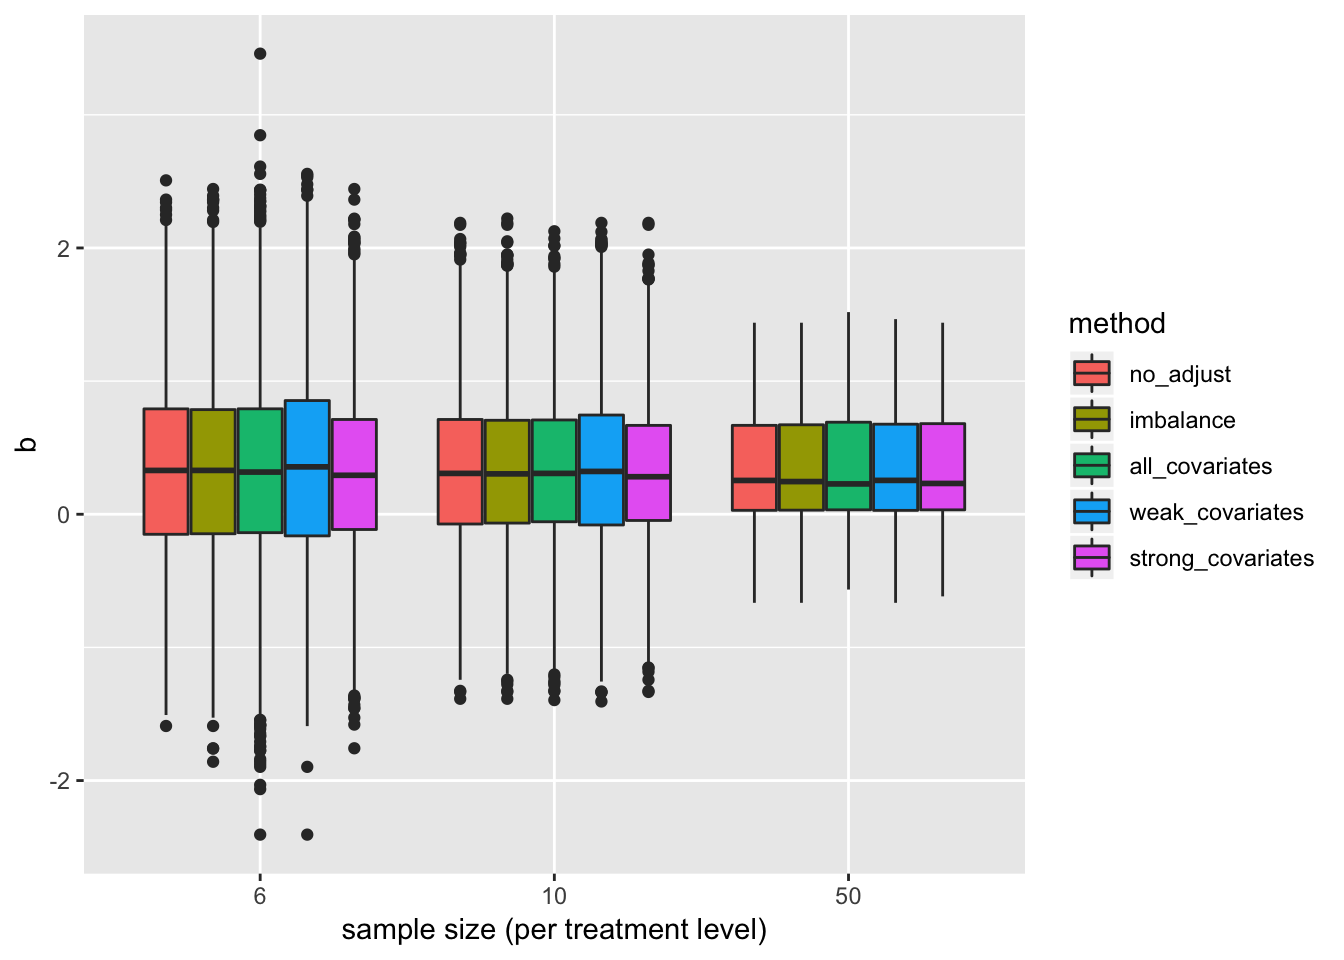 b
2
0
-2
6
10
50
sample size (per treatment level)
method
no_adjust
imbalance
all_covariates
weak_covariates
strong_covariates